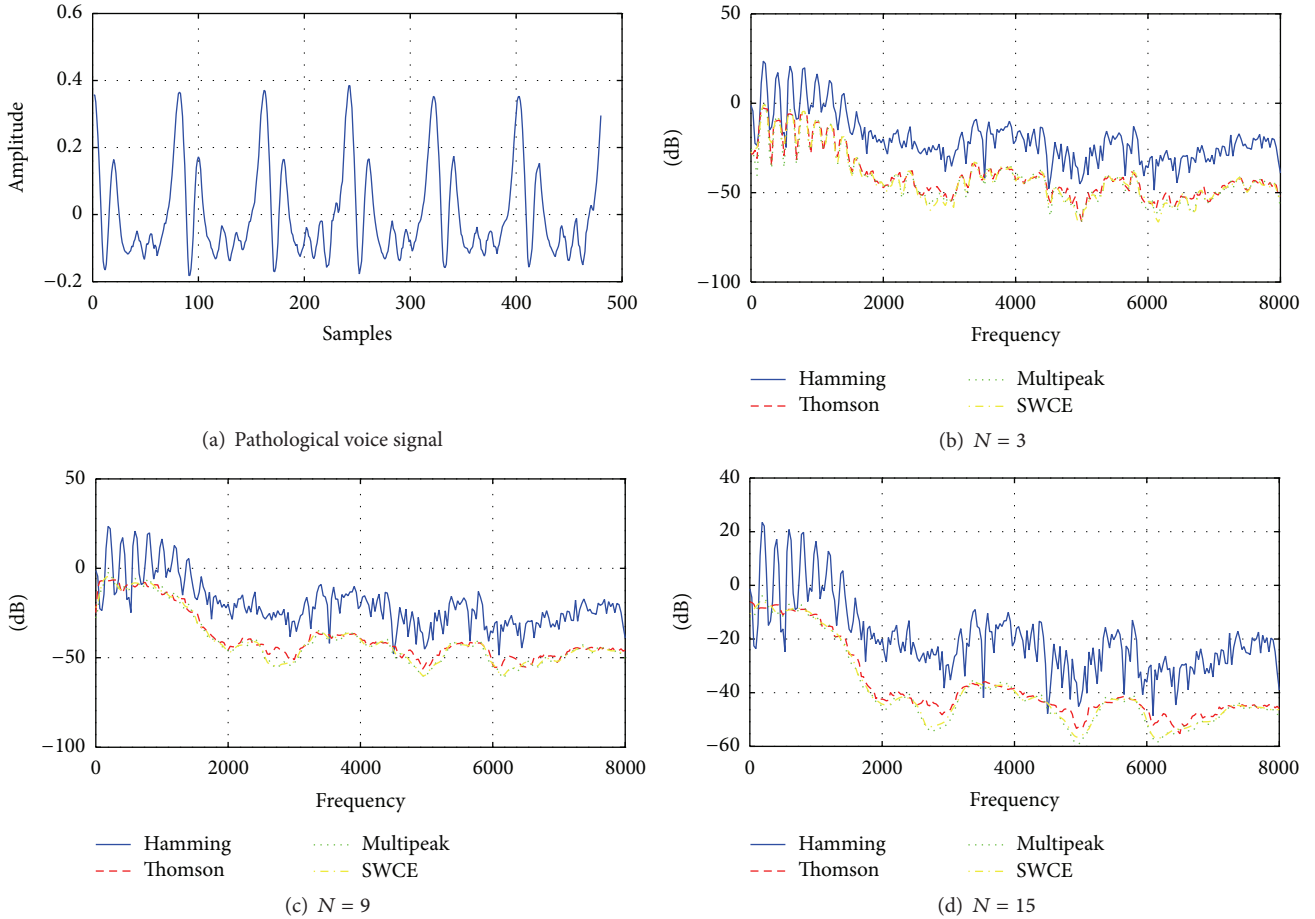 0.6
0.4
0.2
0
−0.2
Amplitude
0 100 200 300 400 500
Samples
(a) Pathological voice signal
50
0
−50
−100
(dB)
0 2000 4000 6000 8000
Frequency
Hamming
Thomson
Multipeak
SWCE
(b) N = 3
50
0
−50
−100
(dB)
0 2000 4000 6000 8000
Frequency
Hamming
Thomson
Multipeak
SWCE
(c) N = 9
40
20
0
−20
−40
−60
(dB)
0 2000 4000 6000 8000
Frequency
Hamming
Thomson
Multipeak
SWCE
(d) N = 15